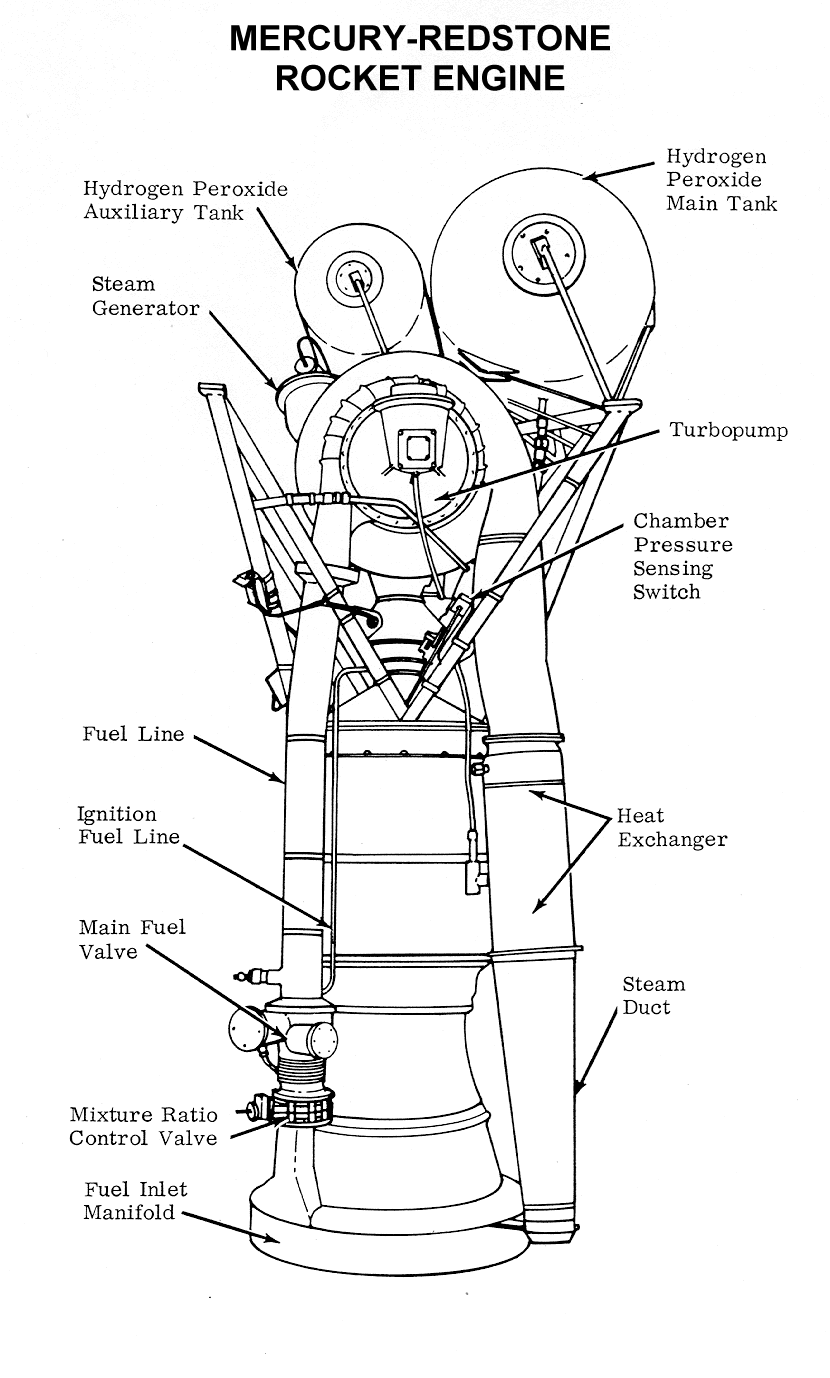 MERCURY-REDSTONE
ROCKET ENGINE
Hydrogen
Peroxide
Main Tank
Hydrogen Peroxide
Auxiliary Tank
Steam
Generator
Turbopump
Chamber
Pressure
Sensing
Switch
Fuel Line
Ignition
Fuel Line
Heat
Exchanger
Main Fuel
Valve
Steam
Duct
Mixture Ratio
Control Valve
Fuel Inlet
Manifold